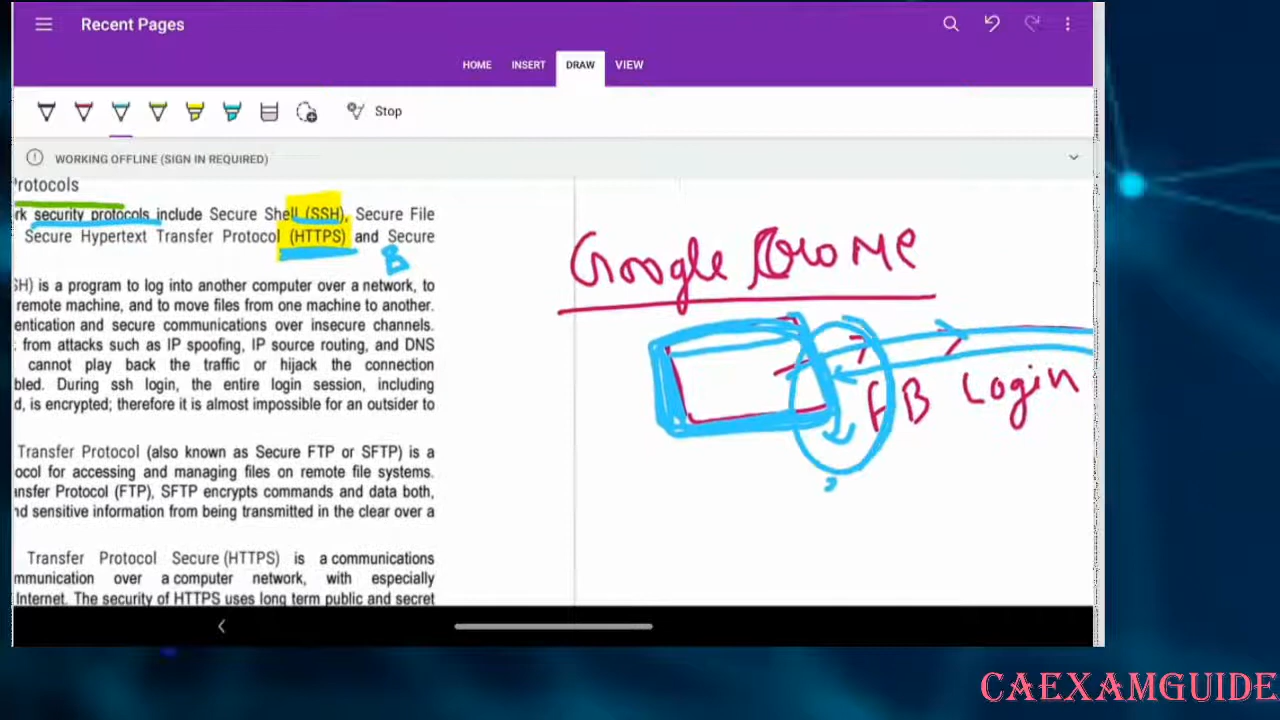 Recent Pages
HOME INSERT DRAW VIEW
Stop
WORKING OFFLINE (SIGN IN REQUIRED)
Protocols
rk security protocols include Secure Shell (SSH), Secure File
Secure Hypertext Transfer Protocol (HTTPS) and Secure
B
SH) is a program to log into another computer over a network, to
remote machine, and to move files from one machine to another.
entication and secure communications over insecure channels.
from attacks such as IP spoofing, IP source routing, and DNS
cannot play back the traffic or hijack the connection
bled. During ssh login, the entire login session, including
d, is encrypted; therefore it is almost impossible for an outsider to
Transfer Protocol (also known as Secure FTP or SFTP) is a
ocol for accessing and managing files on remote file systems.
ansfer Protocol (FTP), SFTP encrypts commands and data both,
nd sensitive information from being transmitted in the clear over a
Transfer Protocol Secure (HTTPS) is a communications
mmunication over a computer network, with especially
Internet. The security of HTTPS uses long term public and secret
Google CroMe
FB Login
CAEXAMGUIDE